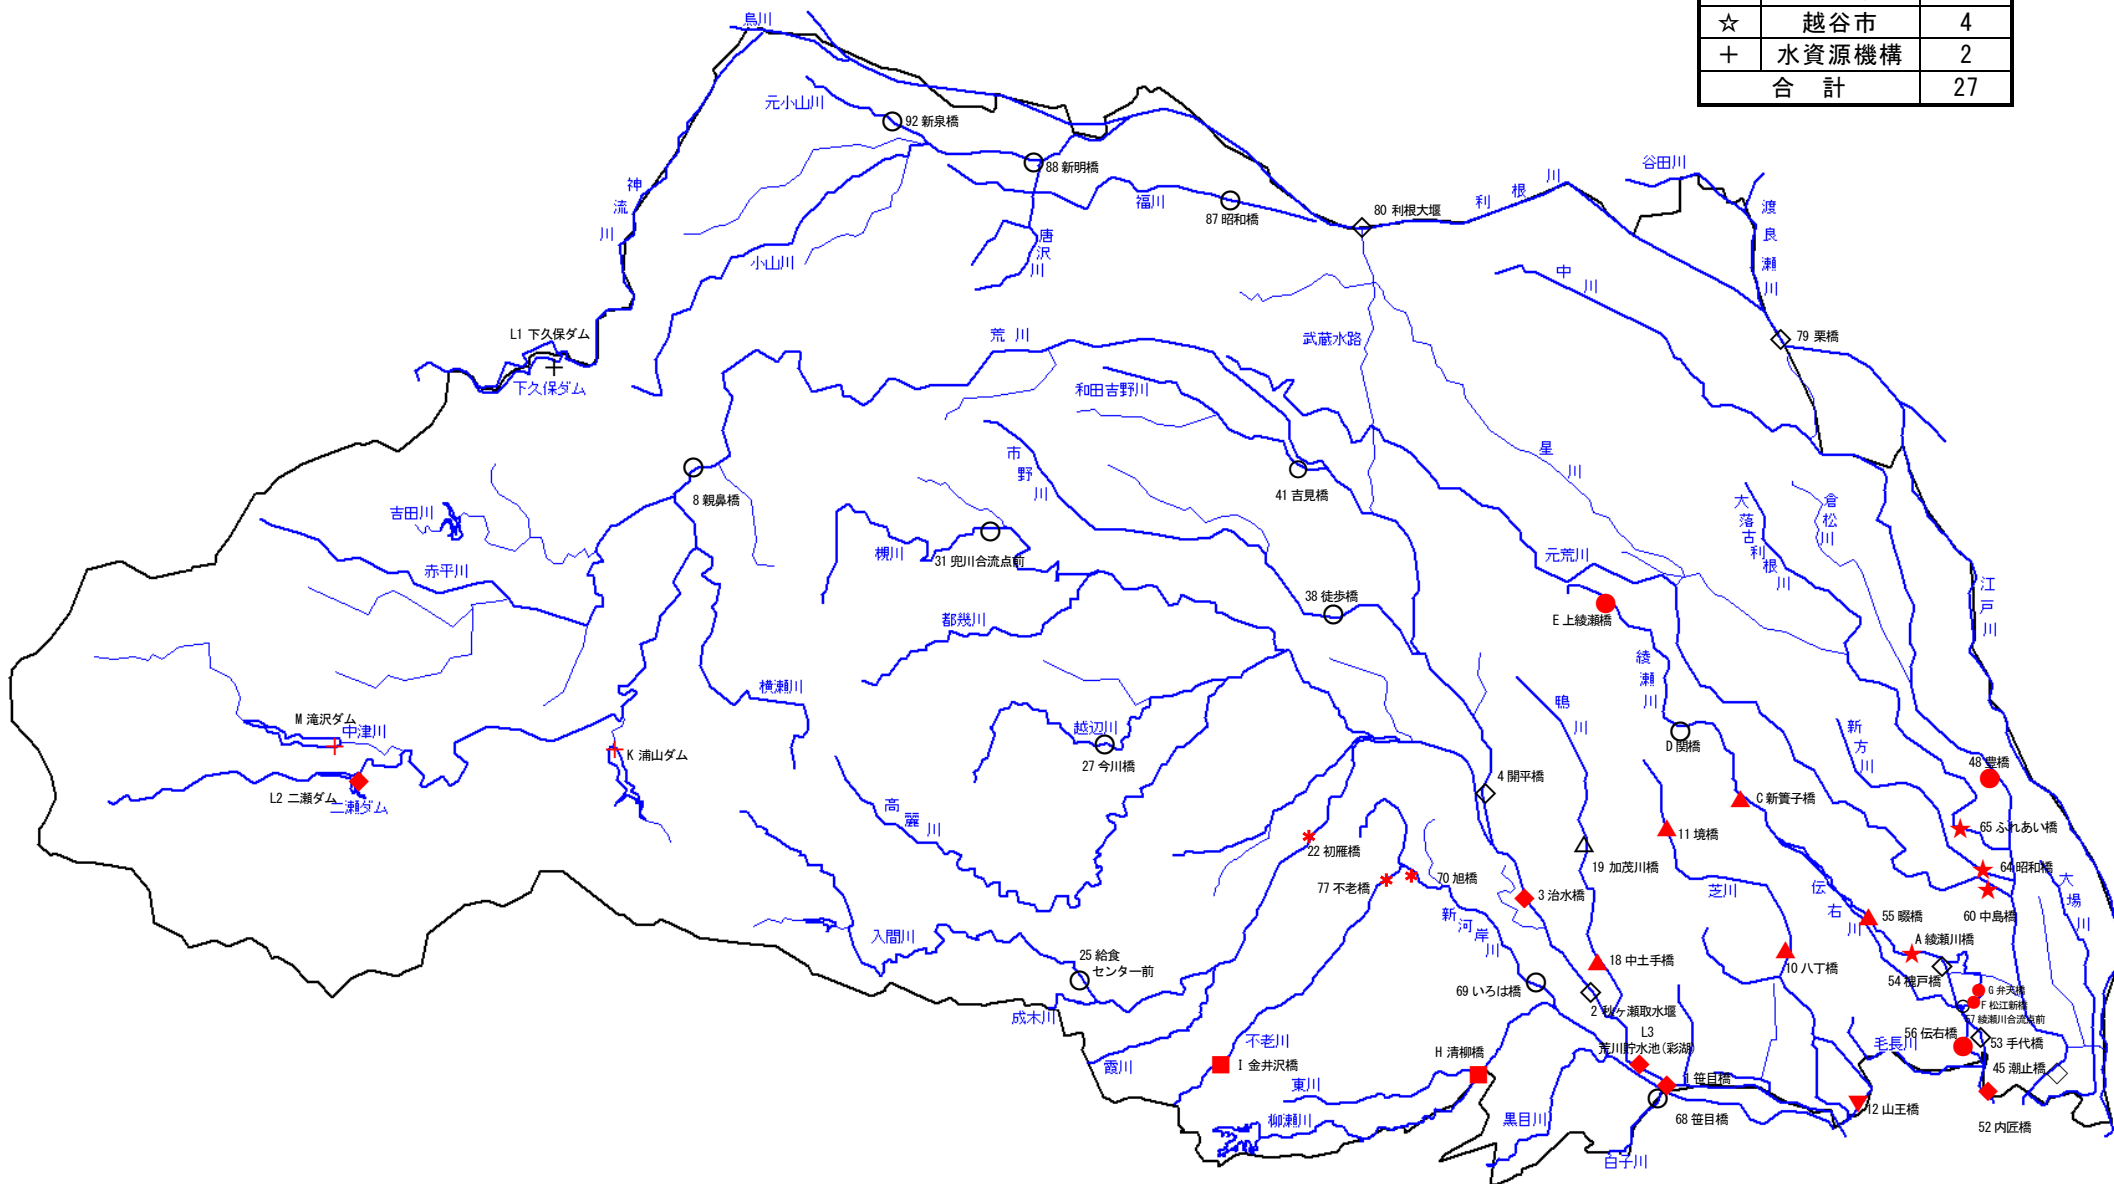 ☆ 越谷市 4
＋ 水資源機構 2
合 計 27
烏川
元小山川
92 新泉橋
88 新明橋
神流川
福川
87 昭和橋
唐沢川
小山川
80 利根大堰
利根川
谷田川
渡良瀬川
中川
79 栗橋
L1 下久保ダム
下久保ダム
荒川
武蔵水路
和田吉野川
市野川
星川
8 親鼻橋
41 吉見橋
吉田川
大落古利根川
倉松川
槻川
31 兜川合流点前
元荒川
赤平川
江戸川
38 徒歩橋
都幾川
E 上綾瀬橋
綾瀬川
横瀬川
鴨川
M 滝沢ダム
中津川
越辺川
27 今川橋
K 浦山ダム
D 関橋
新方川
48 豊橋
4 開平橋
L2 二瀬ダム
二瀬ダム
高麗川
C 新簀子橋
11 境橋
65 ふれあい橋
22 初雁橋
77 不老橋
70 旭橋
19 加茂川橋
64 昭和橋
芝川
伝右川
大場川
3 治水橋
55 畷橋
60 中島橋
新河岸川
入間川
A 綾瀬川橋
25 給食
センター前
18 中土手橋
10 八丁橋
54 槐戸橋
69 いろは橋
G 弁天橋
F 松江新橋
2 秋ヶ瀬取水堰
57 綾瀬川合流点前
成木川
56 伝右橋
L3
荒川貯水池(彩湖)
毛長川
53 手代橋
不老川
H 清柳橋
霞川
I 金井沢橋
45 潮止橋
東川
1 笹目橋
12 山王橋
柳瀬川
黒目川
68 笹目橋
52 内匠橋
白子川